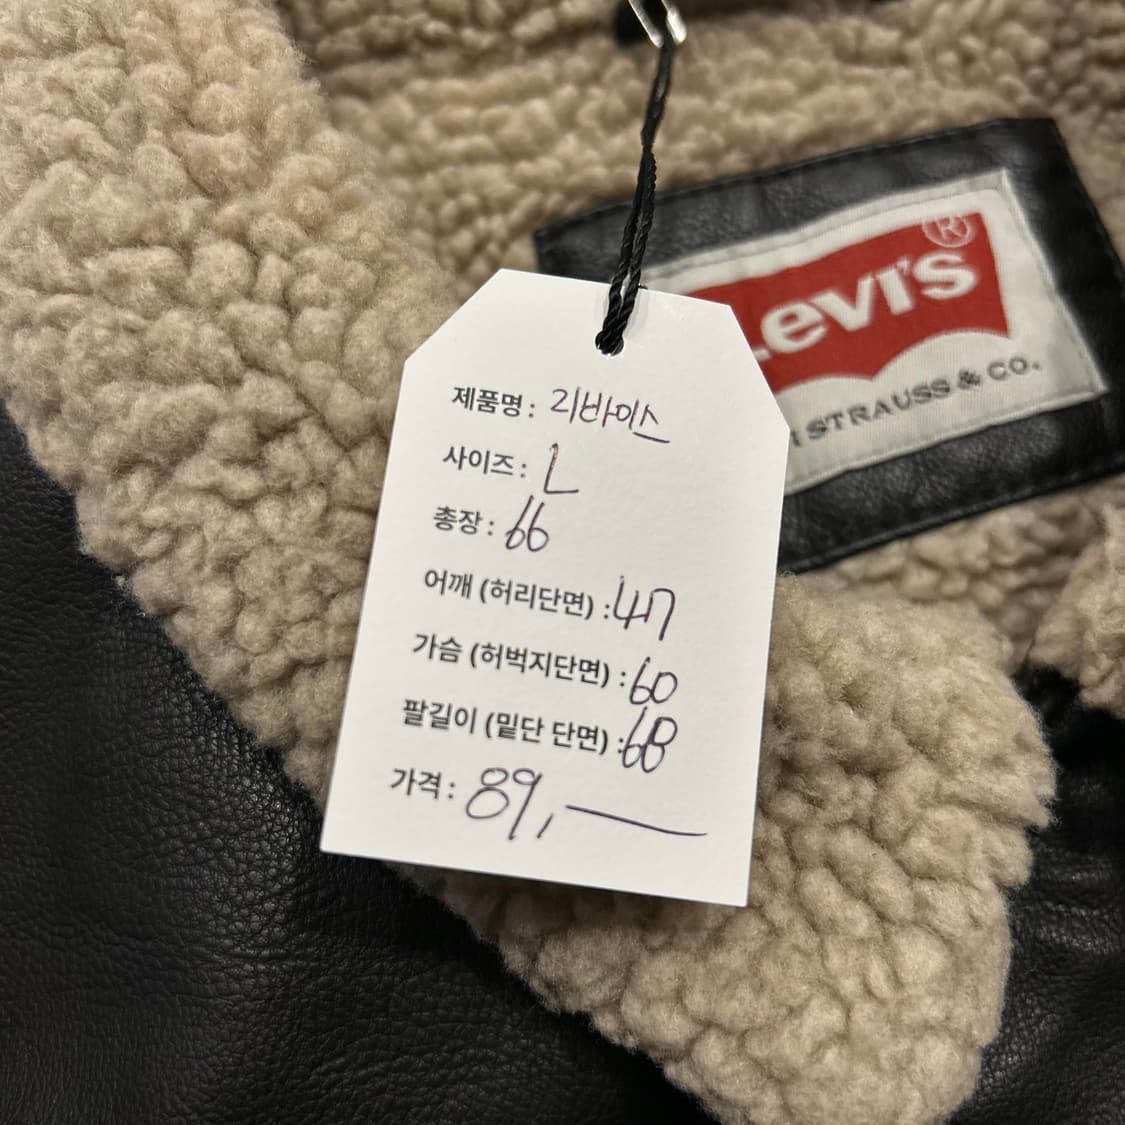 Levi's®
STRAUSS & CO.
제품명 : 리바이스
사이즈 : L
총장 : 66
어깨 (허리단면) : 47
가슴 (허벅지단면) : 60
팔길이 (밑단 단면) : 68
가격 : 89,—